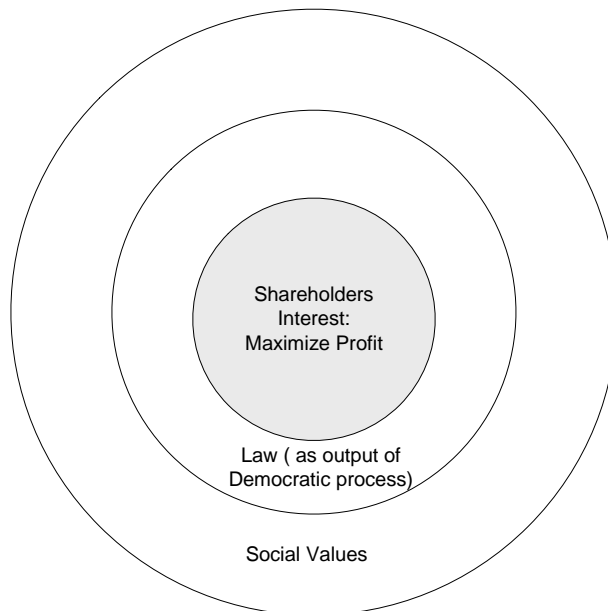 Shareholders
Interest:
Maximize Profit
Law ( as output of
Democratic process)
Social Values